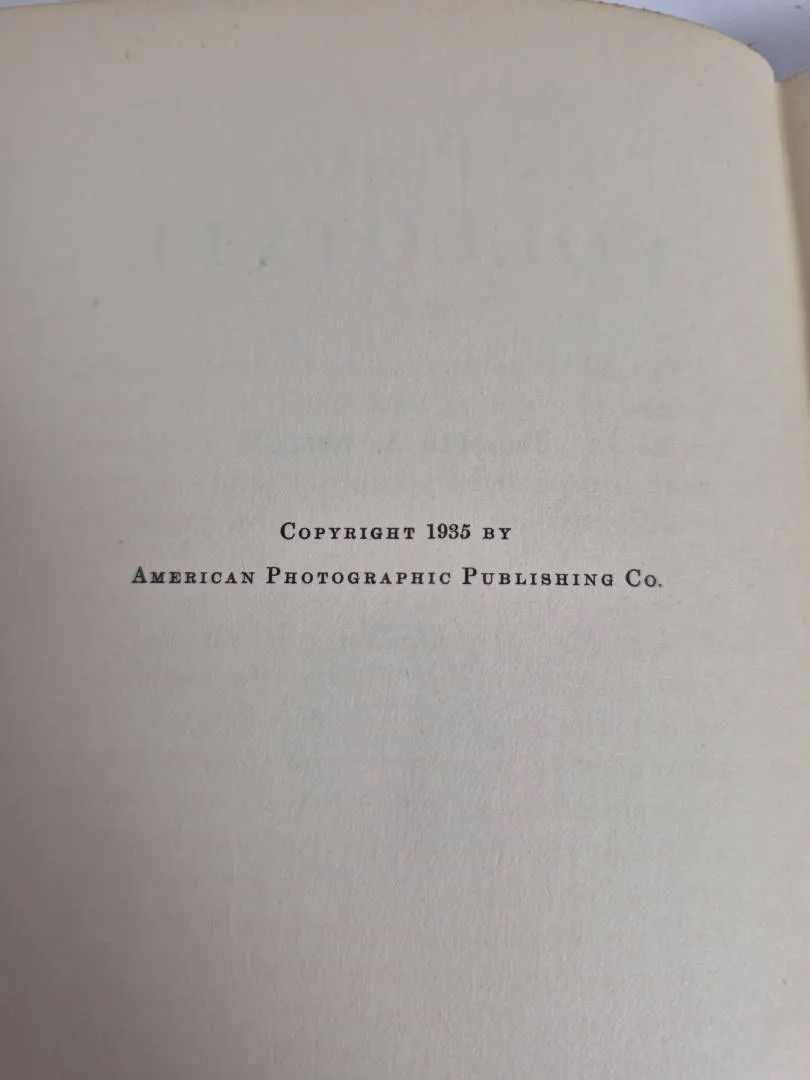 Copyright 1935 by
American Photographic Publishing Co.